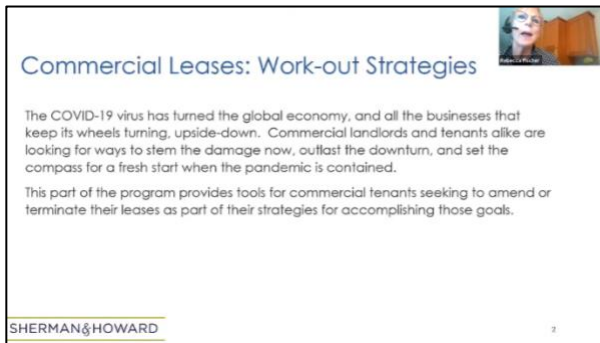 Commercial Leases: Work-out Strategies
The COVID-19 virus has turned the global economy, and all the businesses that
keep its wheels turning, upside-down.  Commercial landlords and tenants alike are
looking for ways to stem the damage now, outlast the downturn, and set the
compass for a fresh start when the pandemic is contained.
This part of the program provides tools for commercial tenants seeking to amend or
terminate their leases as part of their strategies for accomplishing those goals.
SHERMAN&HOWARD
2